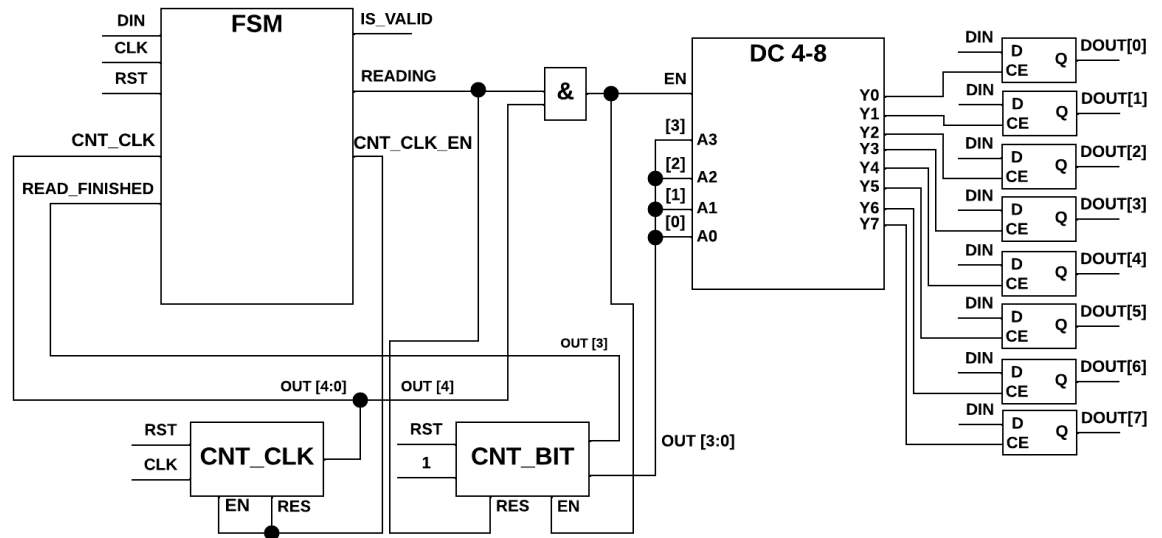 FSM
DIN
CLK
RST
CNT_CLK
READ_FINISHED
IS_VALID
READING
CNT_CLK_EN
&
DC 4-8
EN
[3]
A3
[2]
A2
[1]
A1
[0]
A0
Y0
Y1
Y2
Y3
Y4
Y5
Y6
Y7
DIN
D
Q
CE
DOUT[0]
DIN
D
Q
CE
DOUT[1]
DIN
D
Q
CE
DOUT[2]
DIN
D
Q
CE
DOUT[3]
DIN
D
Q
CE
DOUT[4]
DIN
D
Q
CE
DOUT[5]
DIN
D
Q
CE
DOUT[6]
DIN
D
Q
CE
DOUT[7]
OUT [3]
OUT [4:0]
OUT [4]
RST
CLK
CNT_CLK
EN
RES
RST
1
CNT_BIT
RES
EN
OUT [3:0]